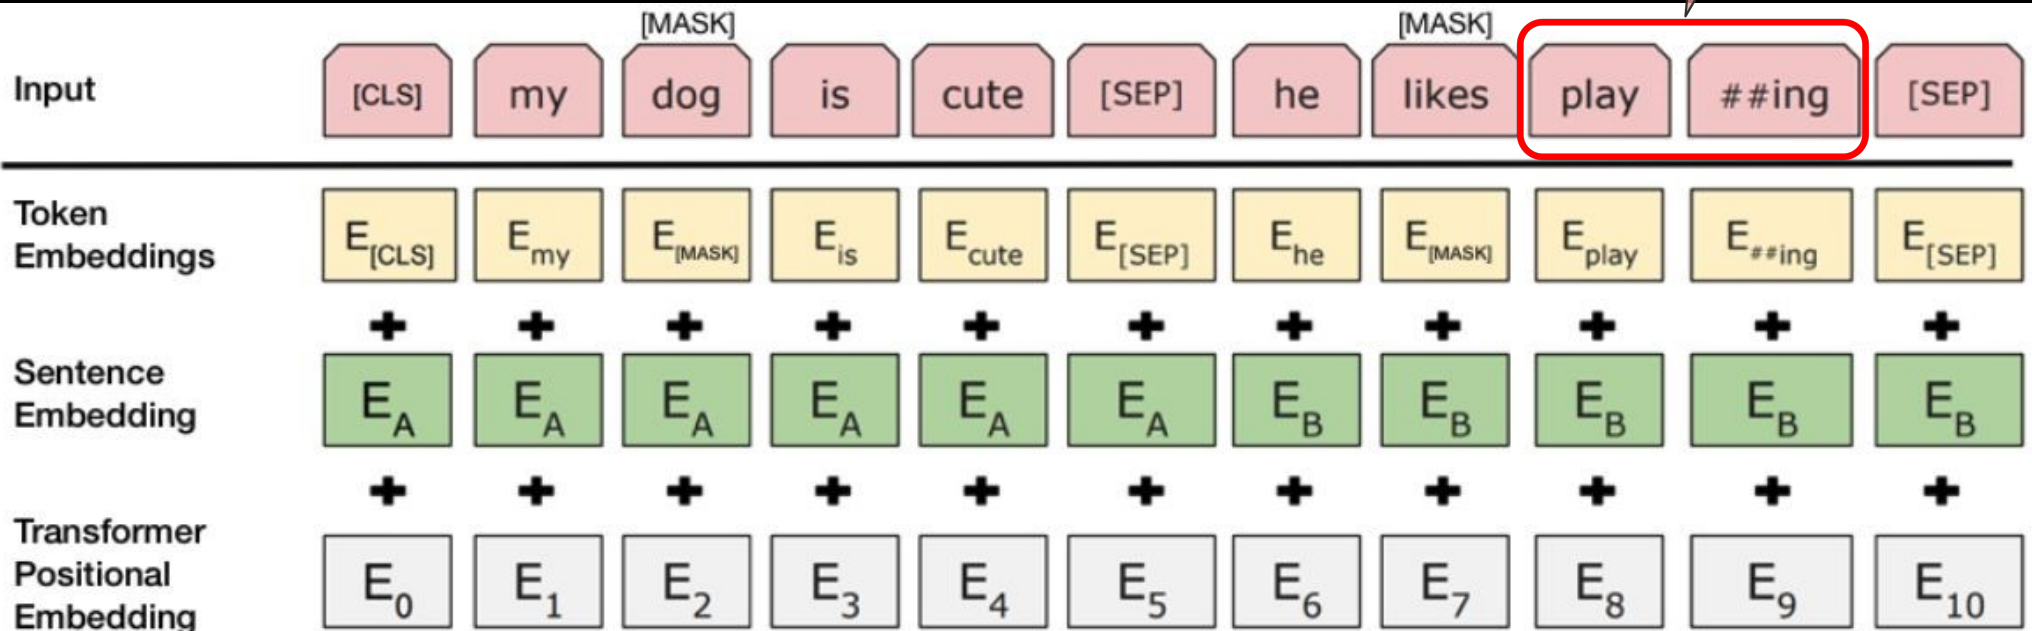 [MASK] [MASK]
Input [CLS] my dog is cute [SEP] he likes play ##ing [SEP]
Token
Embeddings E[CLS] Emy E[MASK] Eis Ecute E[SEP] Ehe E[MASK] Eplay E##ing E[SEP]
+ + + + + + + + + + +
Sentence
Embedding EA EA EA EA EA EA EB EB EB EB EB
+ + + + + + + + + + +
Transformer
Positional
Embedding E0 E1 E2 E3 E4 E5 E6 E7 E8 E9 E10